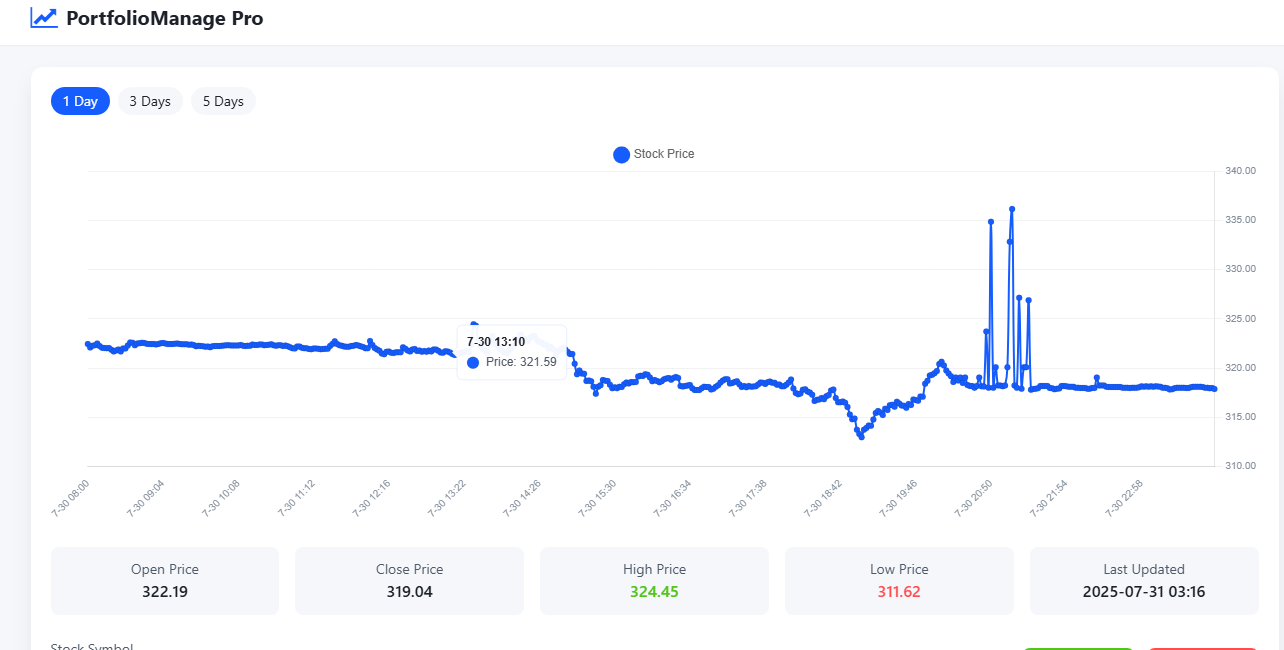 PortfolioManage Pro
1 Day 3 Days 5 Days
Stock Price
340.00
335.00
330.00
325.00
320.00
315.00
310.00
7-30 13:10
Price: 321.59
7-30 08:00 7-30 09:04 7-30 10:08 7-30 11:12 7-30 12:16 7-30 13:22 7-30 14:26 7-30 15:30 7-30 16:34 7-30 17:38 7-30 18:42 7-30 19:46 7-30 20:50 7-30 21:54 7-30 22:58
Open Price
322.19
Close Price
319.04
High Price
324.45
Low Price
311.62
Last Updated
2025-07-31 03:16
Stock Symbol